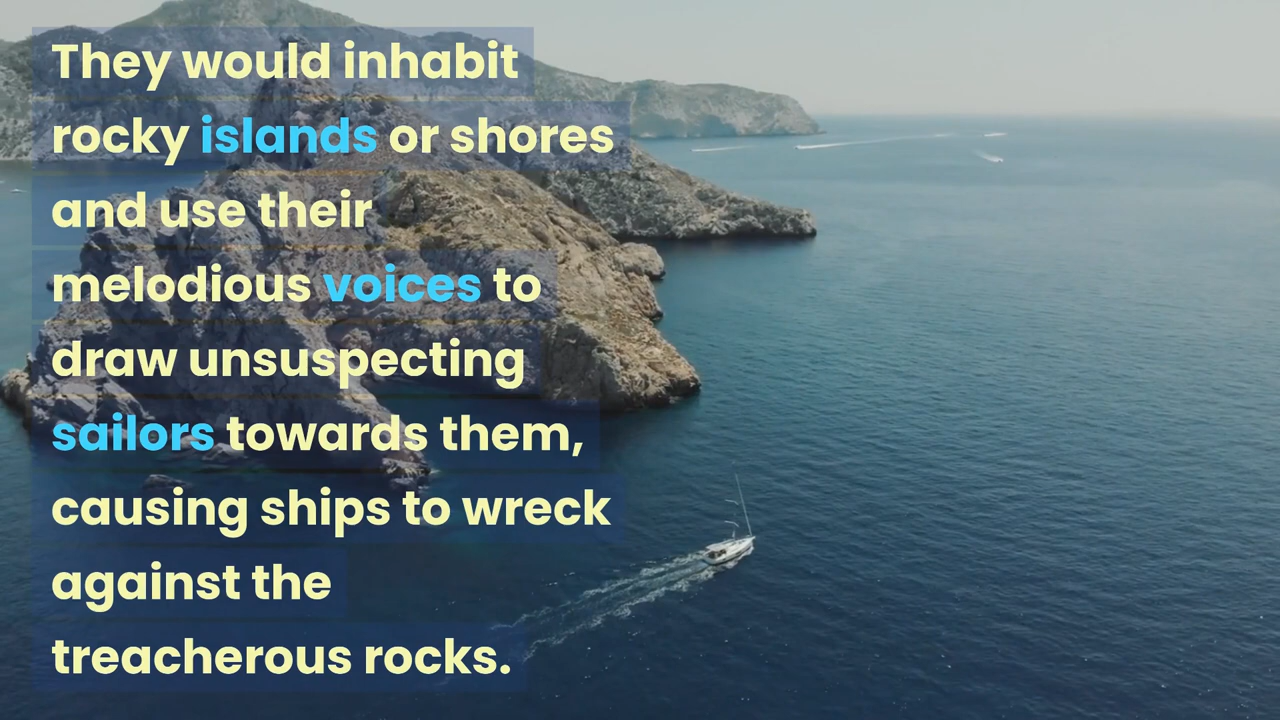 They would inhabit
rocky islands or shores
and use their
melodious voices to
draw unsuspecting
sailors towards them,
causing ships to wreck
against the
treacherous rocks.